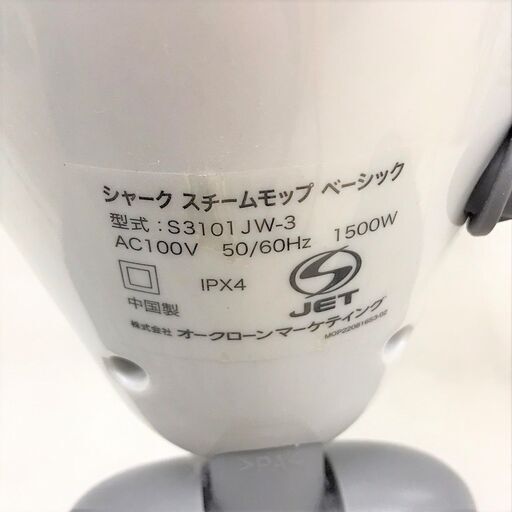 シャーク スチームモップ ベーシック
型式:S3101JW-3
AC100V 50/60Hz 1500W
IPX4
JET
中国製
株式会社 オークローンマーケティング